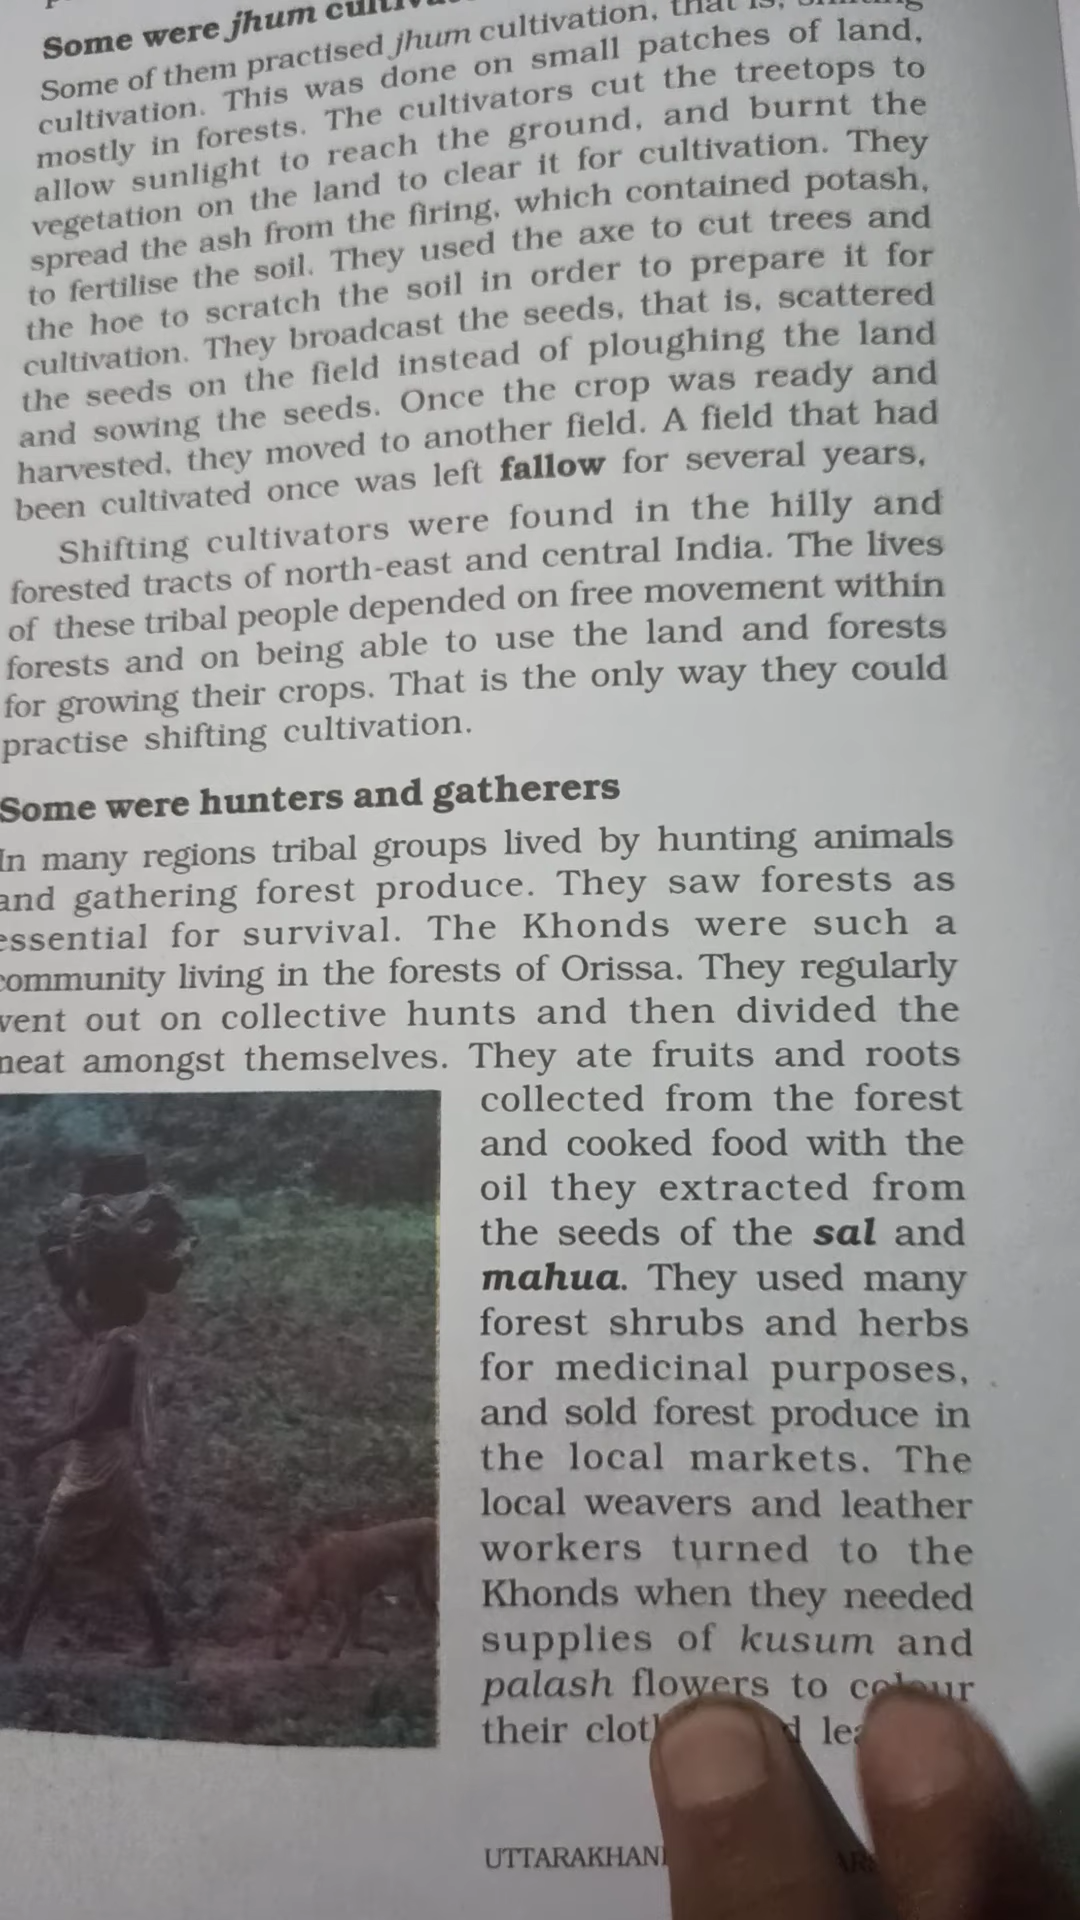 Some were jhum
Some of them practised jhum cultivation, that is,
cultivation. This was done on small patches of land,
mostly in forests. The cultivators cut the treetops to
allow sunlight to reach the ground, and burnt the
vegetation on the land to clear it for cultivation. They
spread the ash from the firing, which contained potash,
to fertilise the soil. They used the axe to cut trees and
the hoe to scratch the soil in order to prepare it for
cultivation. They broadcast the seeds, that is, scattered
the seeds on the field instead of ploughing the land
and sowing the seeds. Once the crop was ready and
harvested, they moved to another field. A field that had
been cultivated once was left fallow for several years,
Shifting cultivators were found in the hilly and
forested tracts of north-east and central India. The lives
of these tribal people depended on free movement within
forests and on being able to use the land and forests
for growing their crops. That is the only way they could
practise shifting cultivation.
Some were hunters and gatherers
In many regions tribal groups lived by hunting animals
and gathering forest produce. They saw forests as
essential for survival. The Khonds were such a
community living in the forests of Orissa. They regularly
went out on collective hunts and then divided the
meat amongst themselves. They ate fruits and roots
collected from the forest
and cooked food with the
oil they extracted from
the seeds of the sal and
mahua. They used many
forest shrubs and herbs
for medicinal purposes,
and sold forest produce in
the local markets. The
local weavers and leather
workers turned to the
Khonds when they needed
supplies of kusum and
palash flowers to colour
their